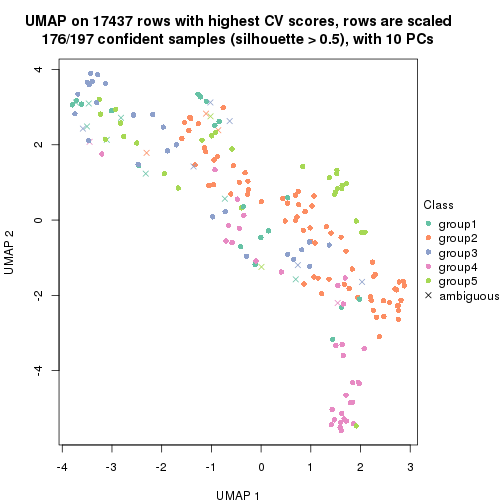 UMAP on 17437 rows with highest CV scores, rows are scaled
176/197 confident samples (silhouette > 0.5), with 10 PCs
4
2
0
-2
-4
UMAP 2
-4
-3
-2
-1
0
1
2
3
UMAP 1
Class
group1
group2
group3
group4
group5
ambiguous